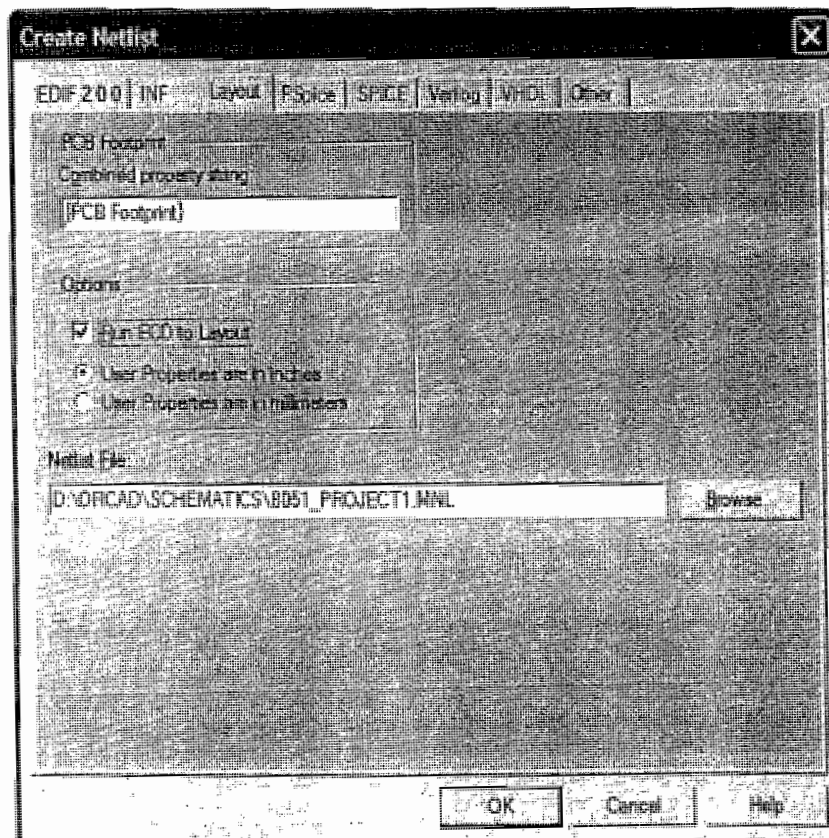 Create Netlist
EDIF 2 0 0 INF Layout PSpice SPICE Verilog VHDL Other
PCB Footprint
Combined property string:
{PCB Footprint}
Options
Run ECO to Layout
User Properties are in inches
User Properties are in millimeters
Netlist File:
D:\ORCAD\SCHEMATICS\8051_PROJECT1.MNL
Browse...
OK Cancel Help